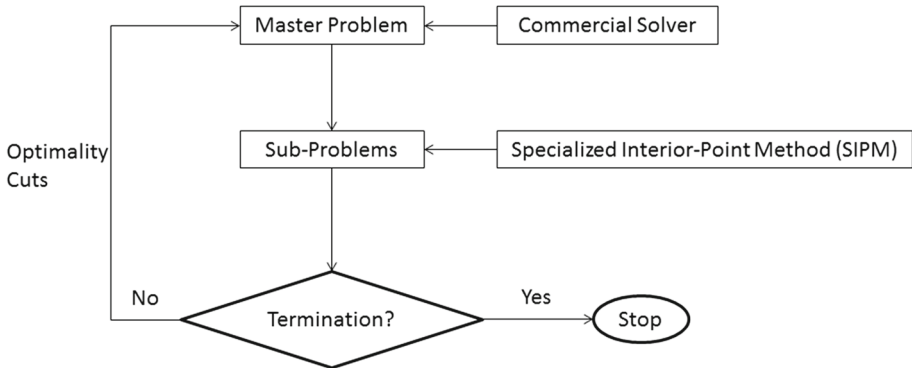 Master Problem
Commercial Solver
Optimality
Cuts
Sub-Problems
Specialized Interior-Point Method (SIPM)
No
Termination?
Yes
Stop